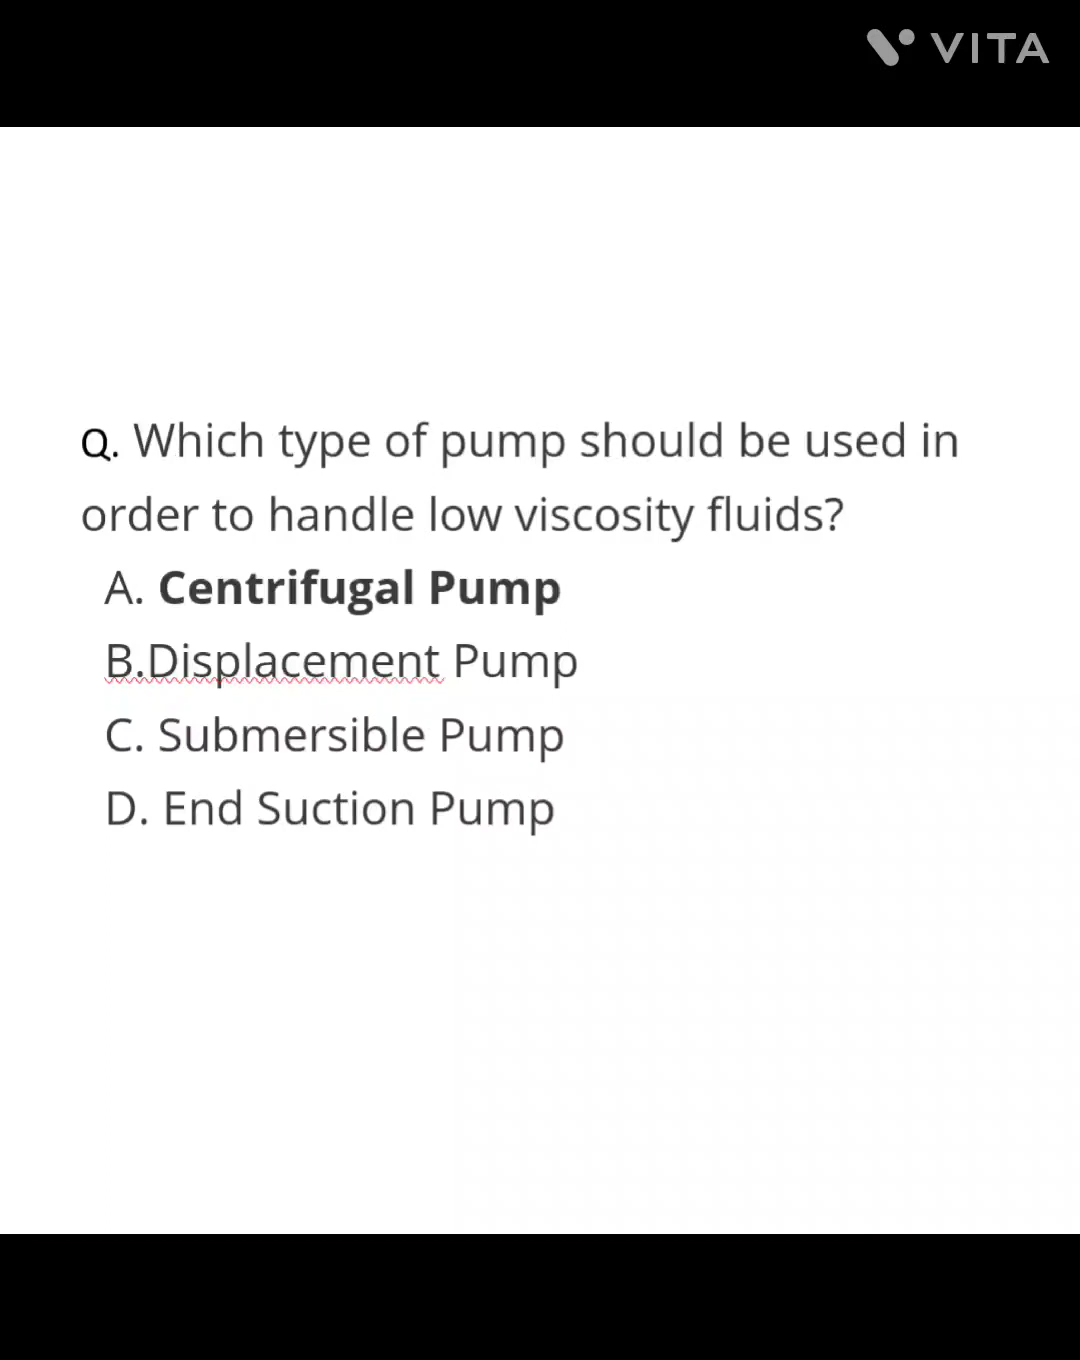 VITA
Q. Which type of pump should be used in
order to handle low viscosity fluids?
A. Centrifugal Pump
B.Displacement Pump
C. Submersible Pump
D. End Suction Pump